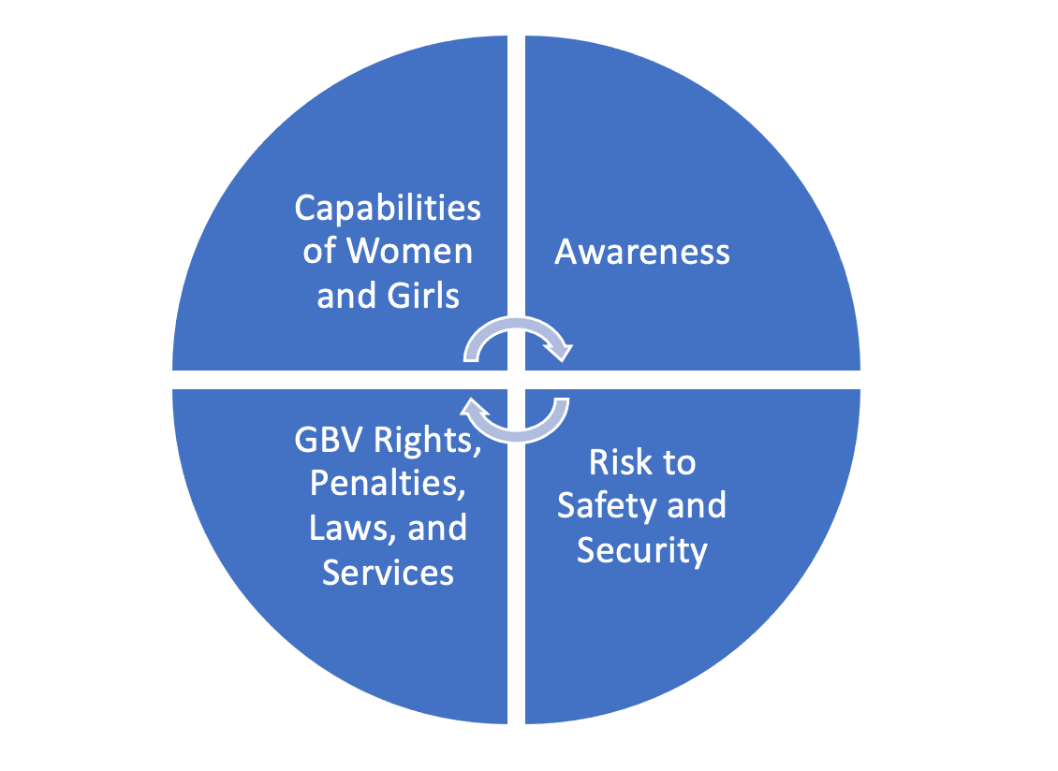 Capabilities
of Women
and Girls
Awareness
GBV Rights,
Penalties,
Laws, and
Services
Risk to
Safety and
Security